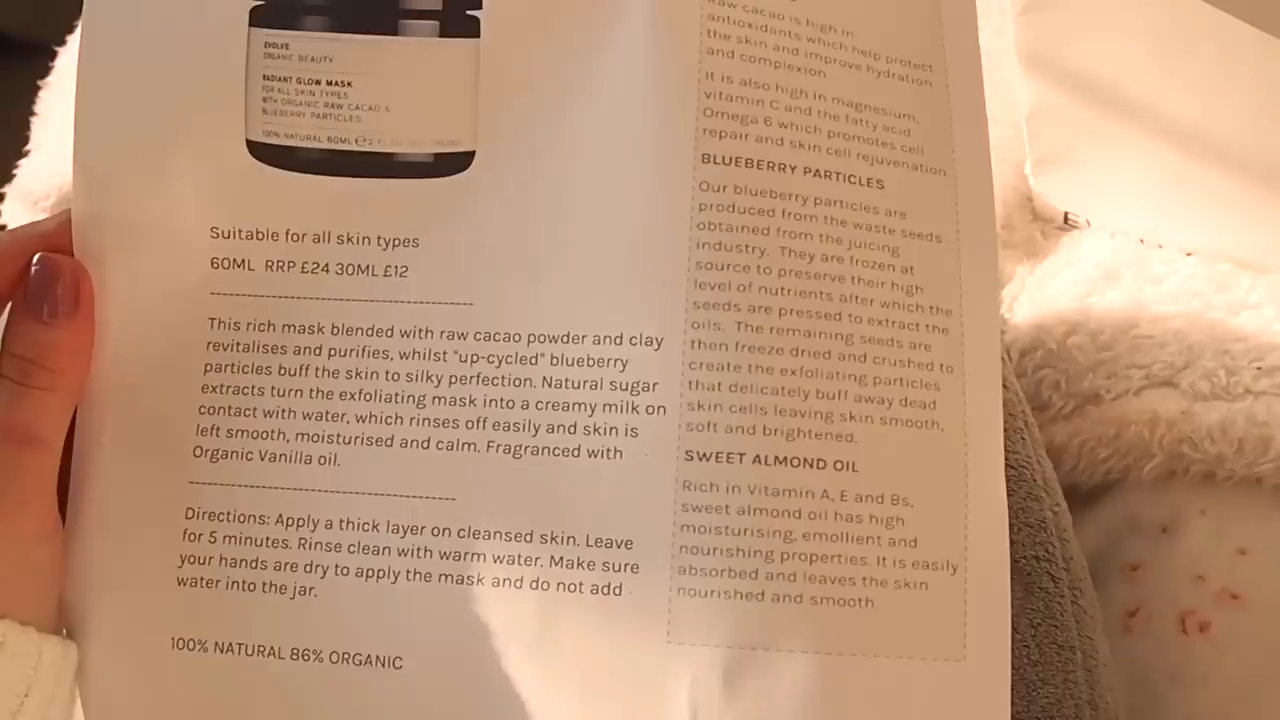 EVOLVE
ORGANIC BEAUTY
RADIANT GLOW MASK
FOR ALL SKIN TYPES
WITH ORGANIC RAW CACAO &
BLUEBERRY PARTICLES
100% NATURAL 60ML ℮ 2
Suitable for all skin types
60ML RRP £24 30ML £12
This rich mask blended with raw cacao powder and clay
revitalises and purifies, whilst "up-cycled" blueberry
particles buff the skin to silky perfection. Natural sugar
extracts turn the exfoliating mask into a creamy milk on
contact with water, which rinses off easily and skin is
left smooth, moisturised and calm. Fragranced with
Organic Vanilla oil.
Directions: Apply a thick layer on cleansed skin. Leave
for 5 minutes. Rinse clean with warm water. Make sure
your hands are dry to apply the mask and do not add
water into the jar.
100% NATURAL 86% ORGANIC
Raw cacao is high in
antioxidants which help protect
the skin and improve hydration
and complexion
It is also high in magnesium,
vitamin C and the fatty acid
Omega 6 which promotes cell
repair and skin cell rejuvenation
BLUEBERRY PARTICLES
Our blueberry particles are
produced from the waste seeds
obtained from the juicing
industry. They are frozen at
source to preserve their high
level of nutrients after which the
seeds are pressed to extract the
oils. The remaining seeds are
then freeze dried and crushed to
create the exfoliating particles
that delicately buff away dead
skin cells leaving skin smooth,
soft and brightened.
SWEET ALMOND OIL
Rich in Vitamin A, E and Bs,
sweet almond oil has high
moisturising, emollient and
nourishing properties. It is easily
absorbed and leaves the skin
nourished and smooth